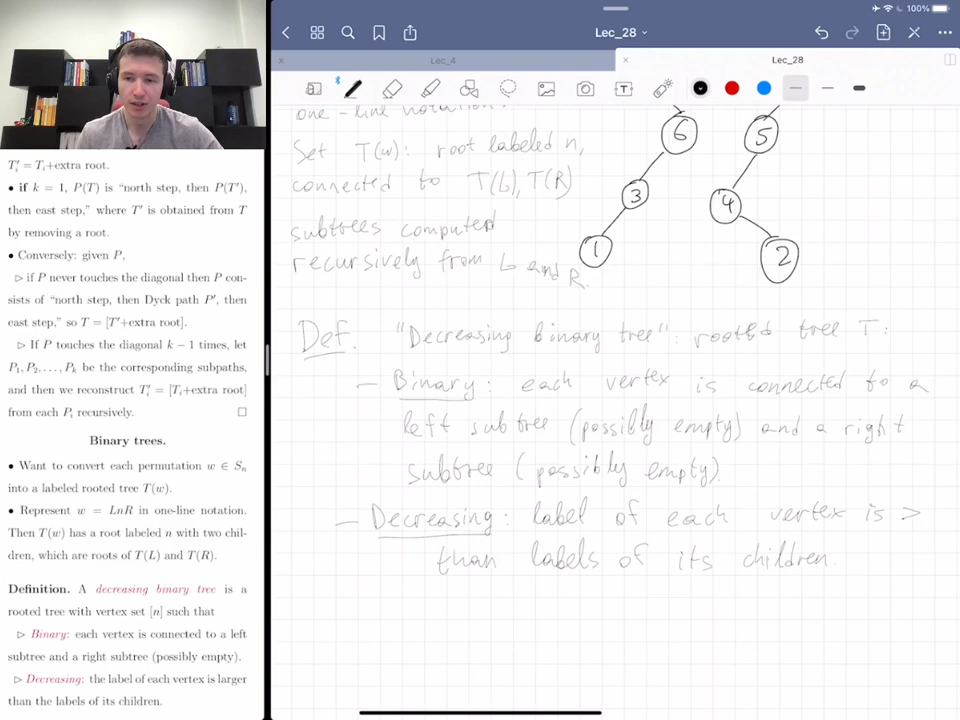 100%
Lec_28
Lec_4
Lec_28
T
T′ᵢ = Tᵢ+extra root.
• if k = 1, P(T) is “north step, then P(T′),
then east step,” where T′ is obtained from T
by removing a root.
• Conversely: given P,
▷ if P never touches the diagonal then P con-
sists of “north step, then Dyck path P′, then
east step,” so T = [T′+extra root].
▷ If P touches the diagonal k − 1 times, let
P₁, P₂, . . . , Pₖ be the corresponding subpaths,
and then we reconstruct T′ᵢ = [Tᵢ+extra root]
from each Pᵢ recursively. □
Binary trees.
• Want to convert each permutation w ∈ Sₙ
into a labeled rooted tree T(w).
• Represent w = LnR in one-line notation.
Then T(w) has a root labeled n with two chil-
dren, which are roots of T(L) and T(R).
Definition. A decreasing binary tree is a
rooted tree with vertex set [n] such that
▷ Binary: each vertex is connected to a left
subtree and a right subtree (possibly empty).
▷ Decreasing: the label of each vertex is larger
than the labels of its children.
one-line notation.
Set T(w): root labeled n,
connected to T(L), T(R)
subtrees computed
recursively from L and R.
6
5
3
4
1
2
Def. "Decreasing binary tree": rooted tree T:
– Binary: each vertex is connected to a
left subtree (possibly empty) and a right
subtree (possibly empty).
– Decreasing: label of each vertex is >
than labels of its children.